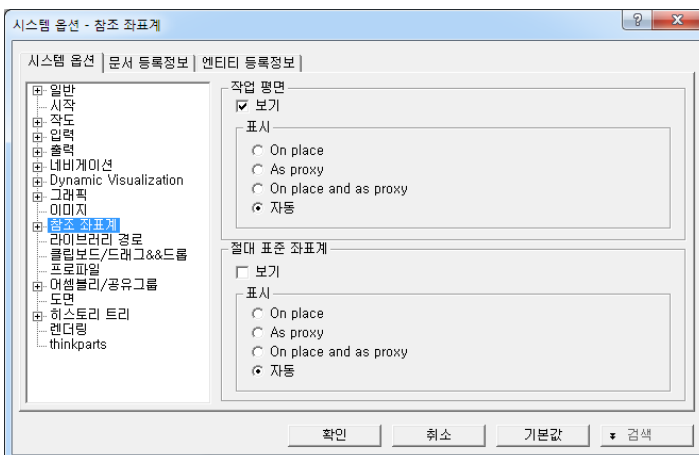 시스템 옵션 - 참조 좌표계
시스템 옵션
문서 등록정보
엔티티 등록정보
일반
시작
작도
입력
출력
네비게이션
Dynamic Visualization
그래픽
이미지
참조 좌표계
라이브러리 경로
클립보드/드래그&&드롭
프로파일
어셈블리/공유그룹
도면
히스토리 트리
렌더링
thinkparts
작업 평면
보기
표시
On place
As proxy
On place and as proxy
자동
절대 표준 좌표계
보기
표시
On place
As proxy
On place and as proxy
자동
확인
취소
기본값
검색